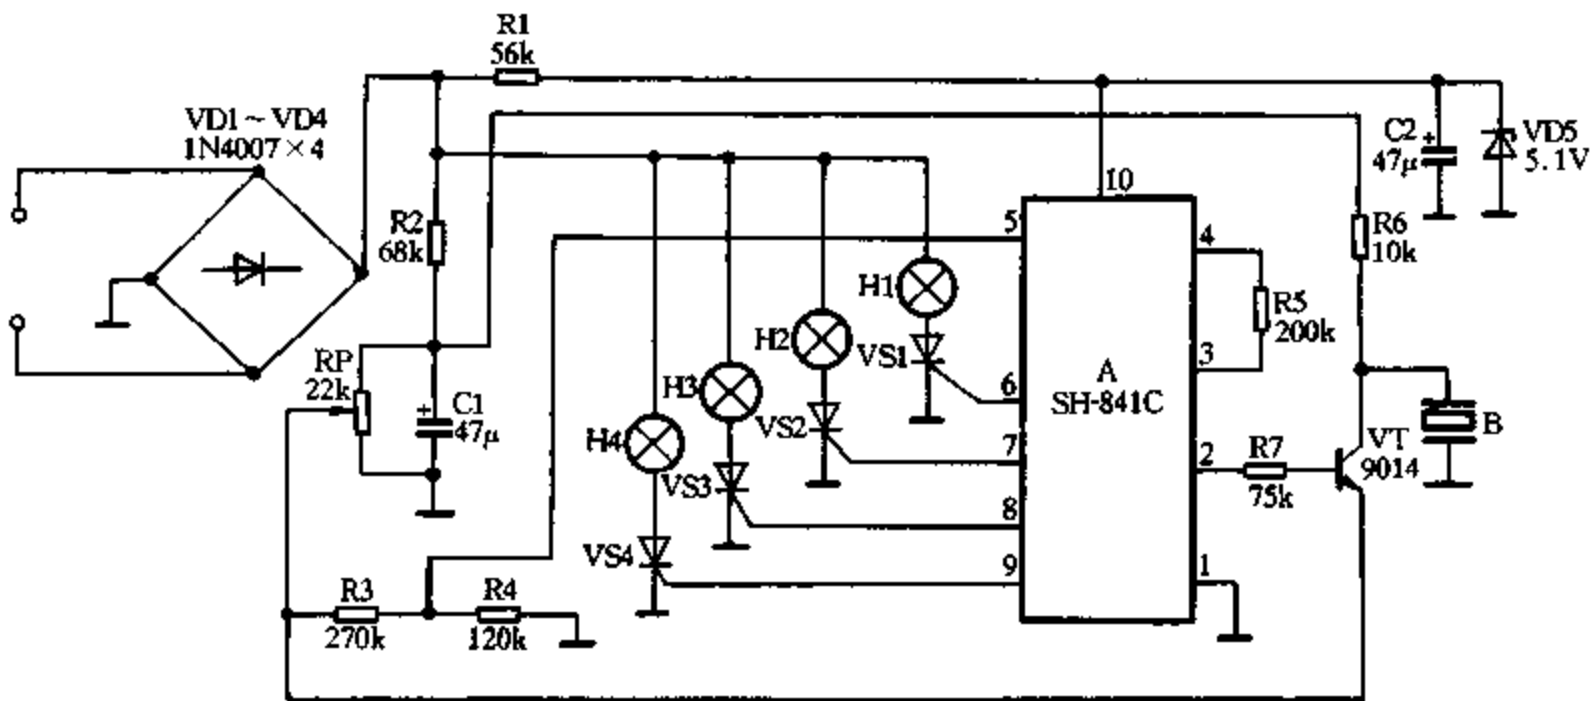 R1
56k
VD1～VD4
1N4007×4
C2
+
47μ
VD5
5.1V
10
R2
68k
5
4
R6
10k
H1
R5
200k
H2
VS1
RP
22k
3
A
SH-841C
6
H3
+
C1
47μ
VS2
B
H4
VT
9014
7
2
R7
75k
VS3
8
VS4
9
1
R3
270k
R4
120k